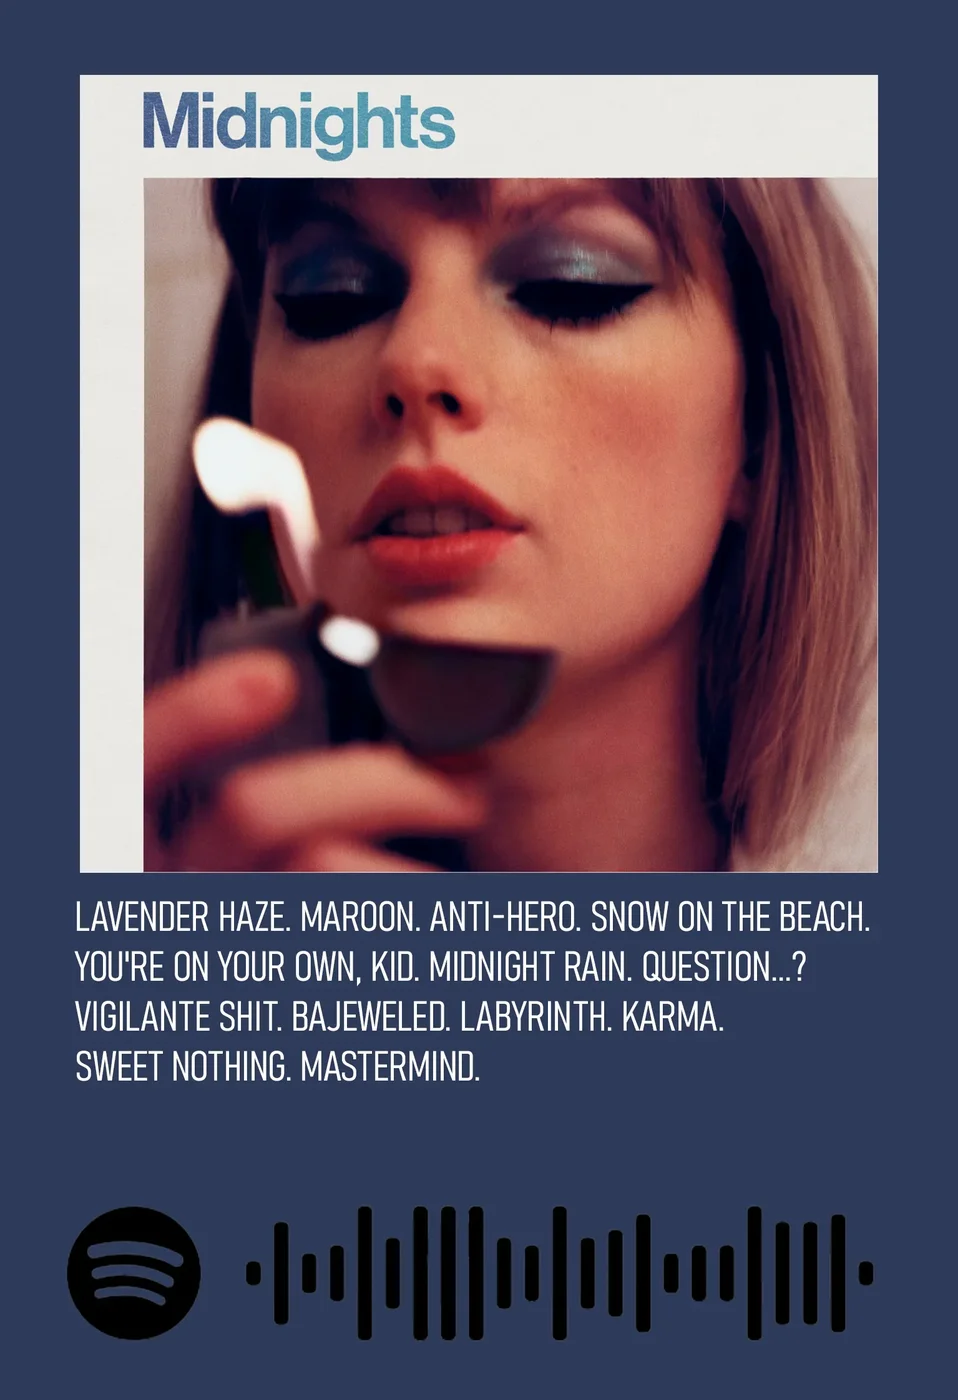 Midnights
LAVENDER HAZE. MAROON. ANTI-HERO. SNOW ON THE BEACH.
YOU'RE ON YOUR OWN, KID. MIDNIGHT RAIN. QUESTION...?
VIGILANTE SHIT. BAJEWELED. LABYRINTH. KARMA.
SWEET NOTHING. MASTERMIND.